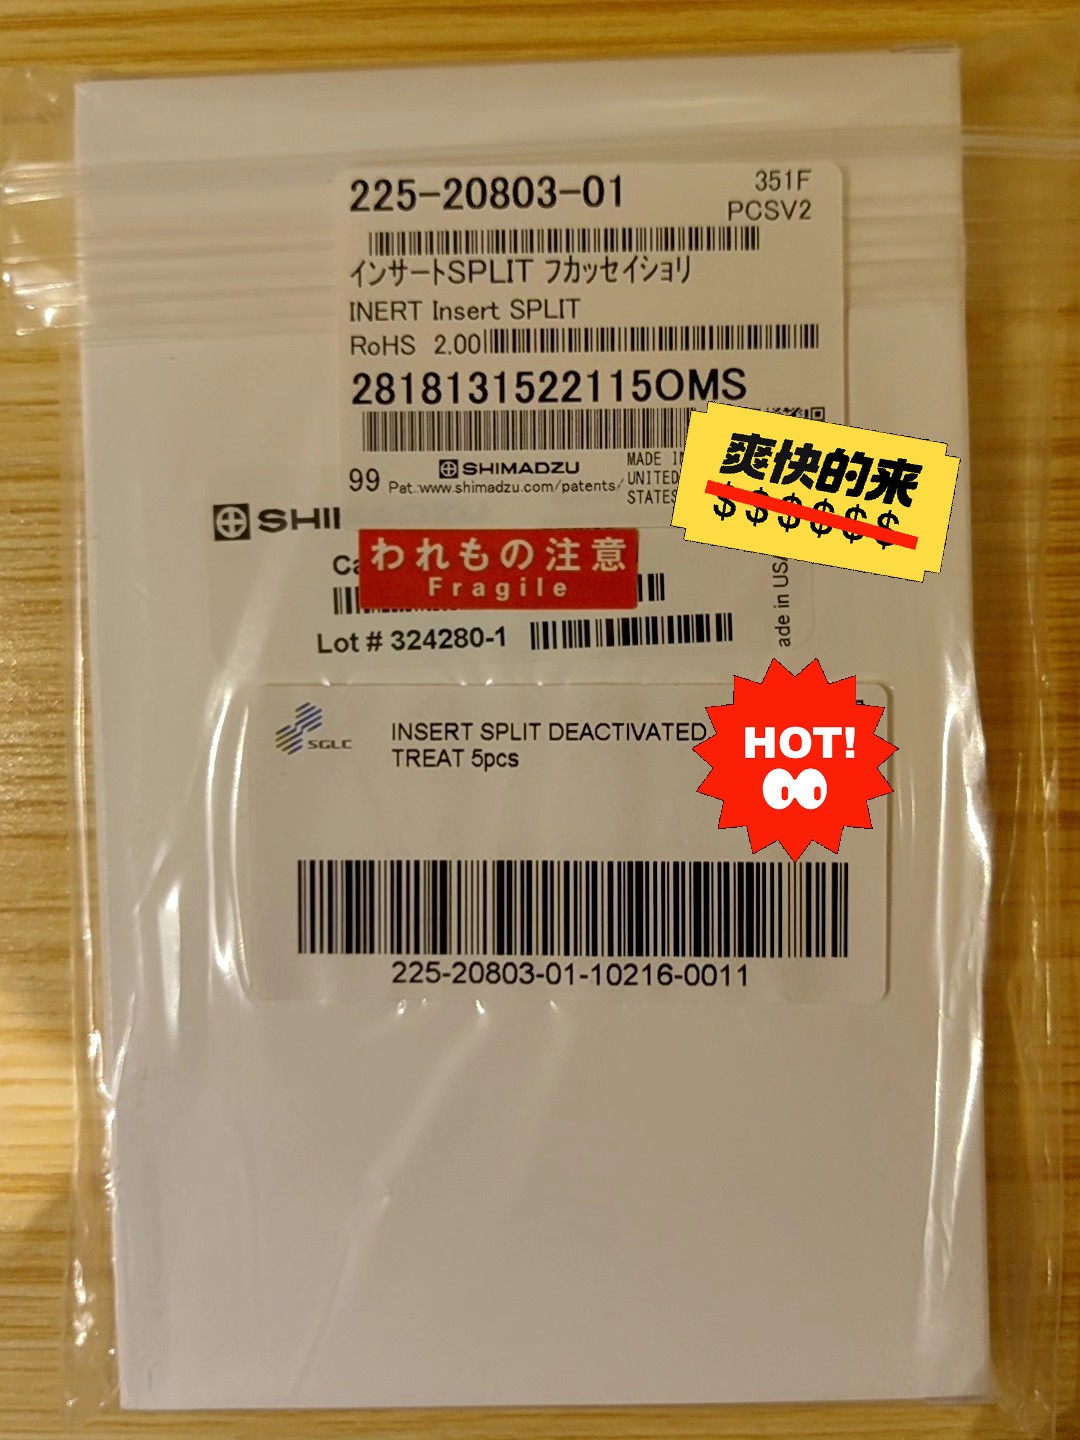 225-20803-01
351F
PCSV2
インサートSPLIT フカッセイショリ
INERT Insert SPLIT
RoHS 2.00
2818131522115OMS
99
SHIMADZU
Pat.:www.shimadzu.com/patents/
MADE IN
UNITED
STATES
爽快的来
$$$$$$
SHI
われもの注意
Fragile
Lot # 324280-1
ade in USA
SGLC
INSERT SPLIT DEACTIVATED
TREAT 5pcs
HOT!
225-20803-01-10216-0011